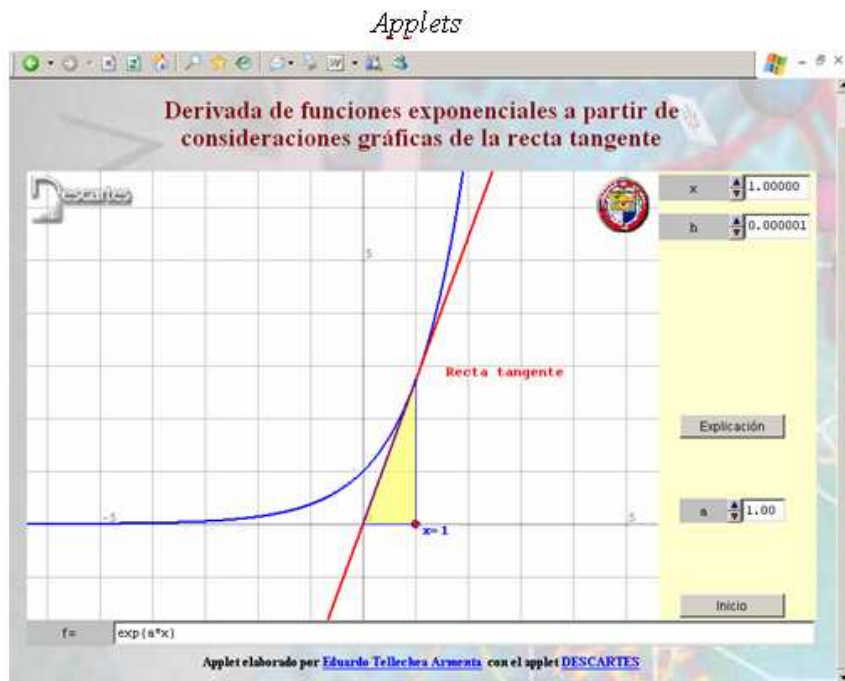 Applets
Derivada de funciones exponenciales a partir de
consideraciones gráficas de la recta tangente
Descartes
x 1.00000
h 0.000001
5
Recta tangente
Explicación
-5
x=1
5
a 1.00
Inicio
f= exp(a*x)
Applet elaborado por Eduardo Tellechea Armenta con el applet DESCARTES